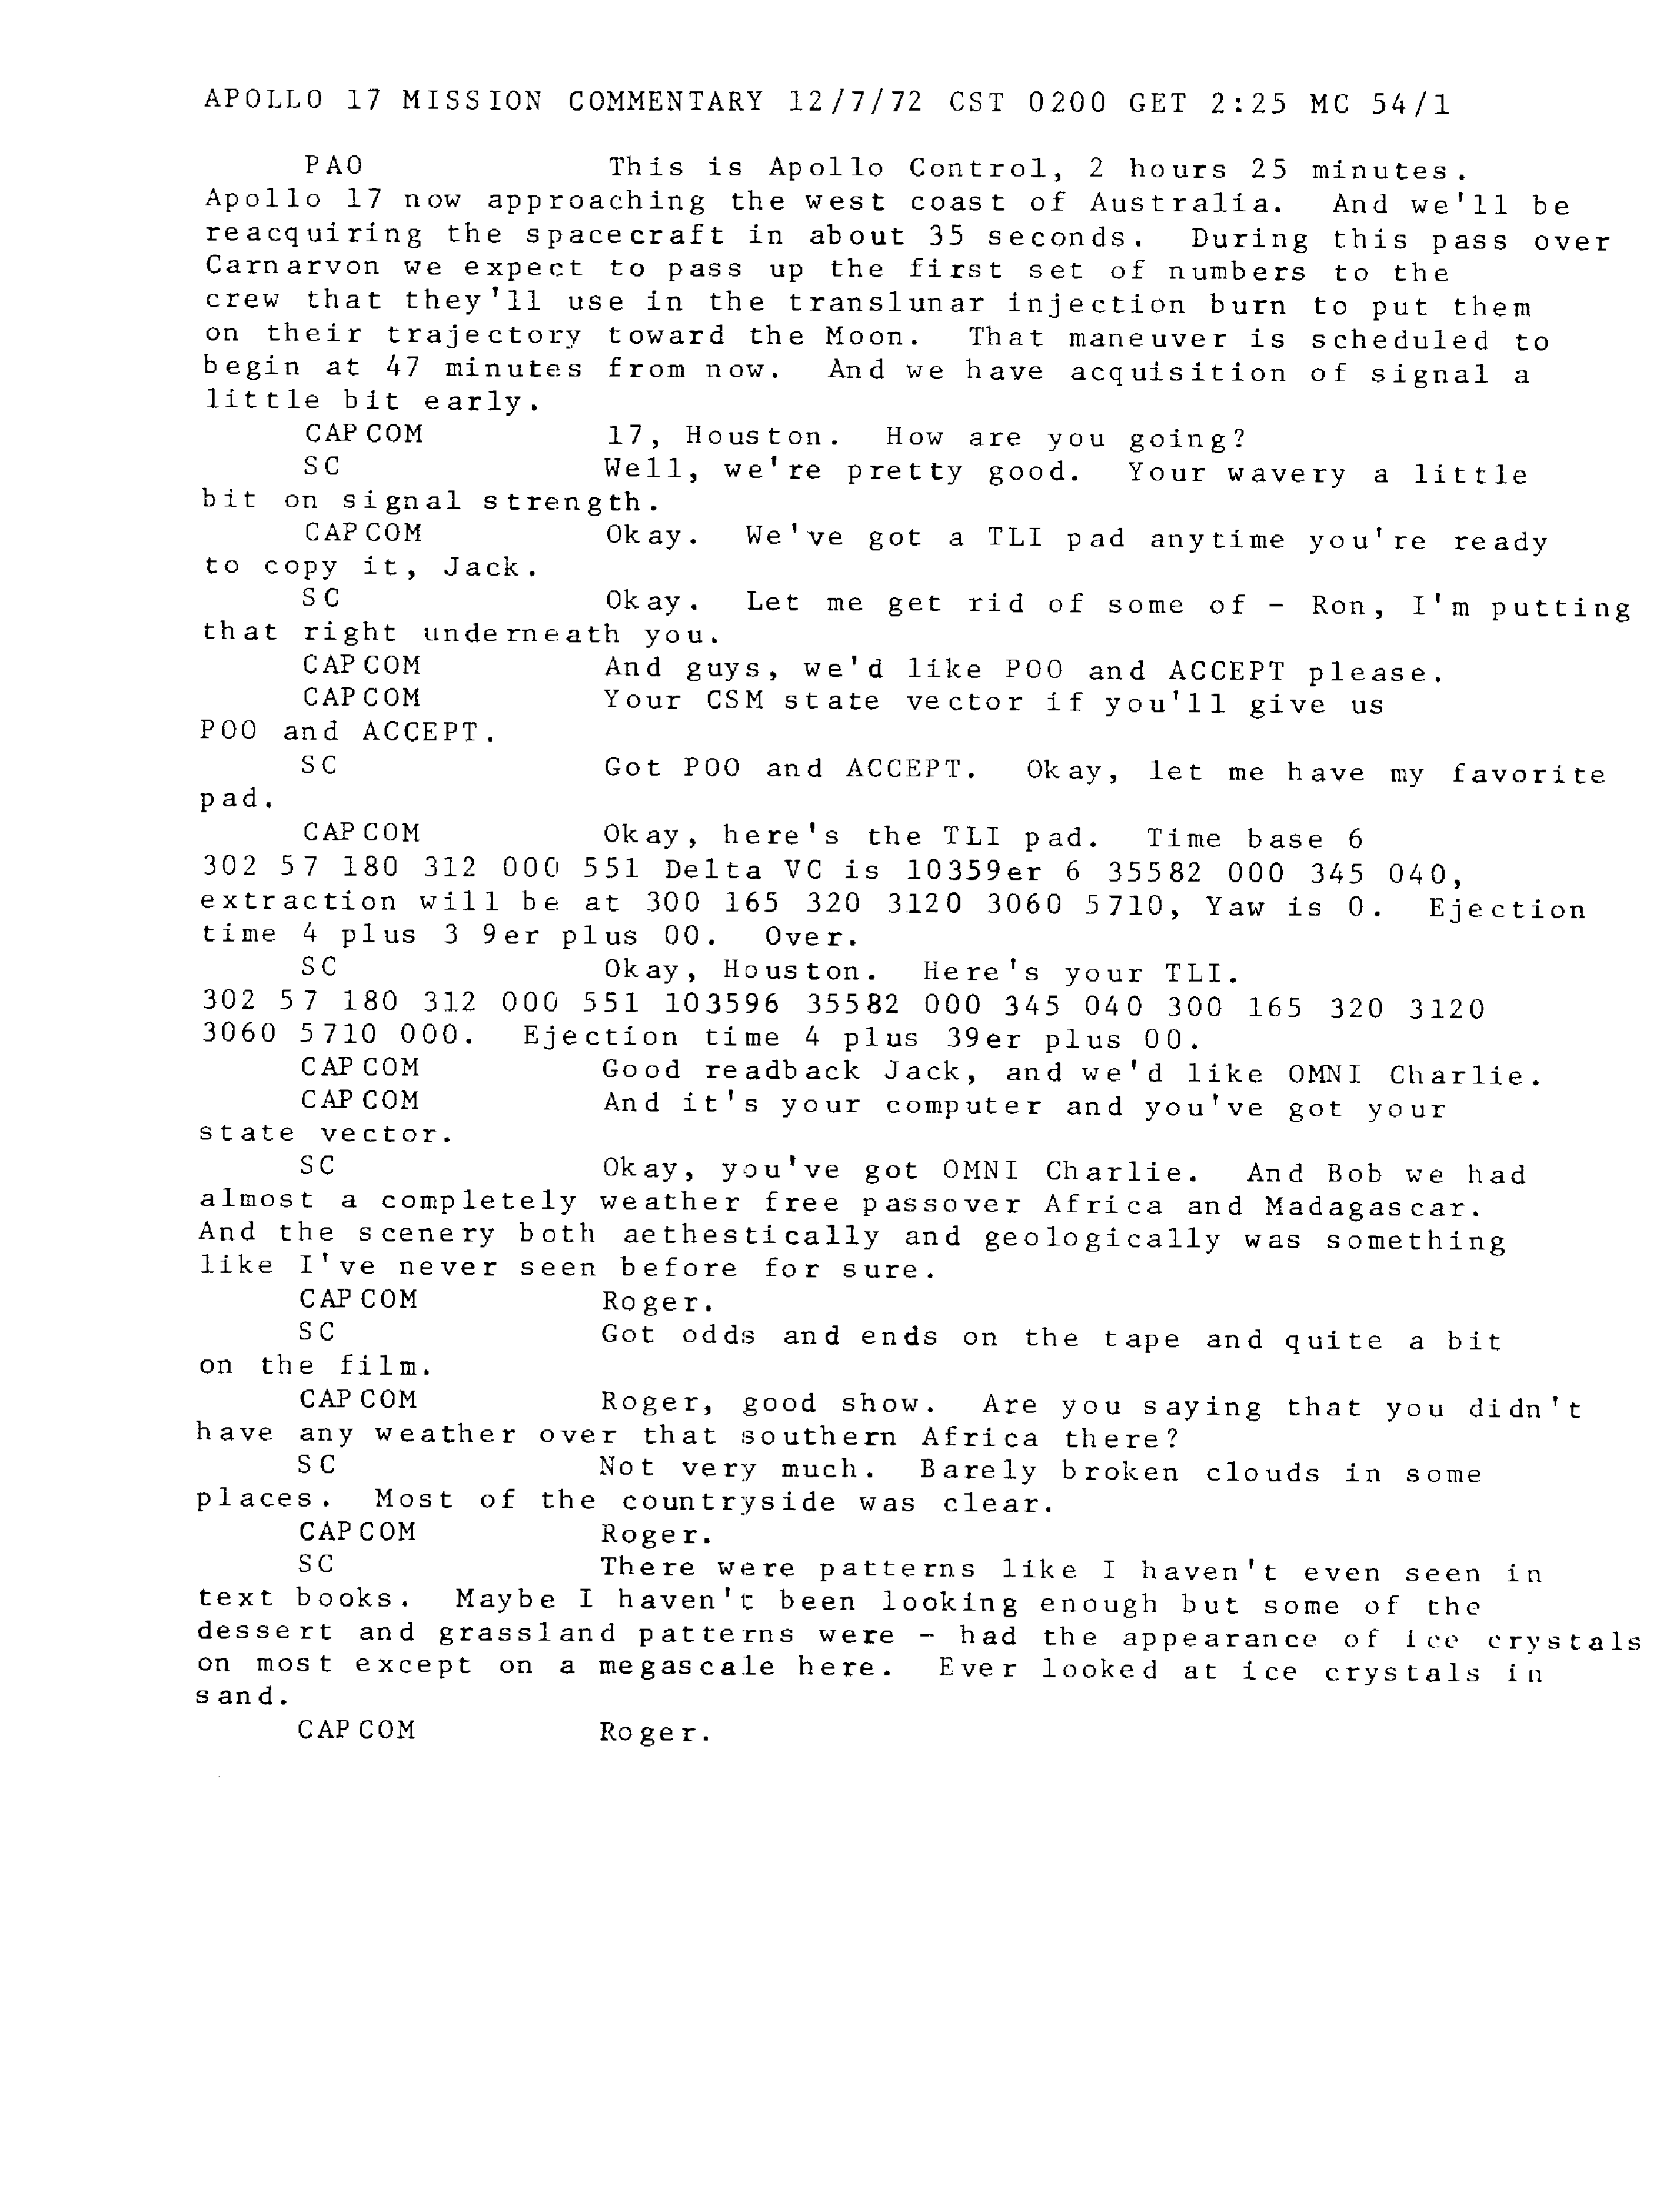 APOLLO 17 MISSION COMMENTARY 12/7/72 CST 0200 GET 2:25 MC 54/1
PAO This is Apollo Control, 2 hours 25 minutes.
Apollo 17 now approaching the west coast of Australia. And we'll be
reacquiring the spacecraft in about 35 seconds. During this pass over
Carnarvon we expect to pass up the first set of numbers to the
crew that they'll use in the translunar injection burn to put them
on their trajectory toward the Moon. That maneuver is scheduled to
begin at 47 minutes from now. And we have acquisition of signal a
little bit early.
CAPCOM 17, Houston. How are you going?
SC Well, we're pretty good. Your wavery a little
bit on signal strength.
CAPCOM Okay. We've got a TLI pad anytime you're ready
to copy it, Jack.
SC Okay. Let me get rid of some of - Ron, I'm putting
that right underneath you.
CAPCOM And guys, we'd like POO and ACCEPT please.
CAPCOM Your CSM state vector if you'll give us
POO and ACCEPT.
SC Got POO and ACCEPT. Okay, let me have my favorite
pad.
CAPCOM Okay, here's the TLI pad. Time base 6
302 57 180 312 000 551 Delta VC is 10359er 6 35582 000 345 040,
extraction will be at 300 165 320 3120 3060 5710, Yaw is 0. Ejection
time 4 plus 3 9er plus 00. Over.
SC Okay, Houston. Here's your TLI.
302 57 180 312 000 551 103596 35582 000 345 040 300 165 320 3120
3060 5710 000. Ejection time 4 plus 39er plus 00.
CAPCOM Good readback Jack, and we'd like OMNI Charlie.
CAPCOM And it's your computer and you've got your
state vector.
SC Okay, you've got OMNI Charlie. And Bob we had
almost a completely weather free passover Africa and Madagascar.
And the scenery both aethestically and geologically was something
like I've never seen before for sure.
CAPCOM Roger.
SC Got odds and ends on the tape and quite a bit
on the film.
CAPCOM Roger, good show. Are you saying that you didn't
have any weather over that southern Africa there?
SC Not very much. Barely broken clouds in some
places. Most of the countryside was clear.
CAPCOM Roger.
SC There were patterns like I haven't even seen in
text books. Maybe I haven't been looking enough but some of the
dessert and grassland patterns were - had the appearance of ice crystals
on most except on a megascale here. Ever looked at ice crystals in
sand.
CAPCOM Roger.